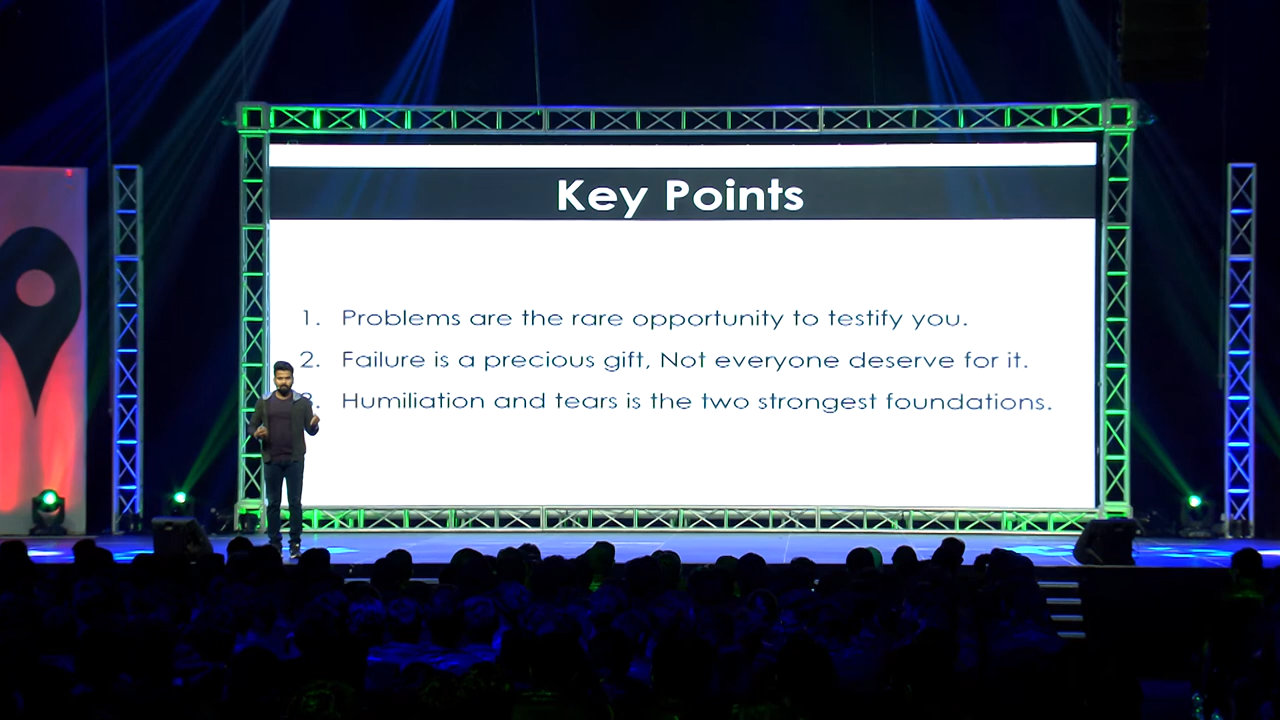 Key Points
1. Problems are the rare opportunity to testify you.
2. Failure is a precious gift, Not everyone deserve for it.
3. Humiliation and tears is the two strongest foundations.